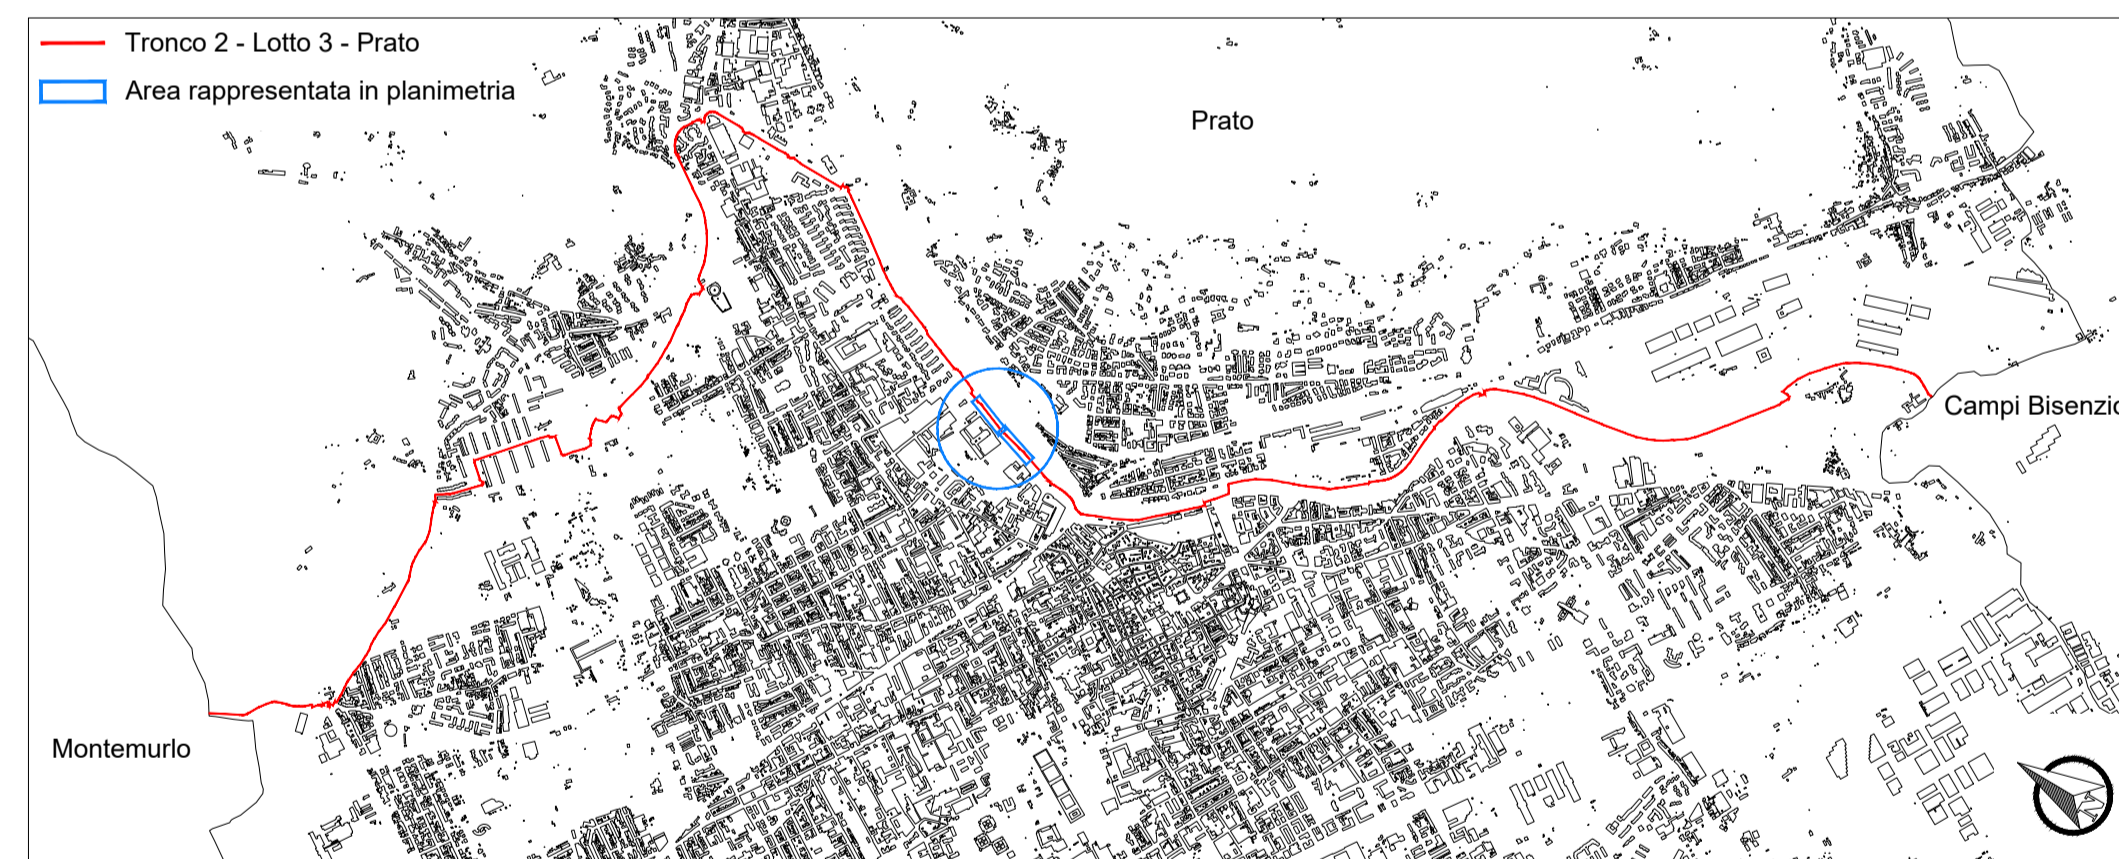 Tronco 2 - Lotto 3 - Prato
Area rappresentata in planimetria
Prato
Campi Bisenzio
Montemurlo
N